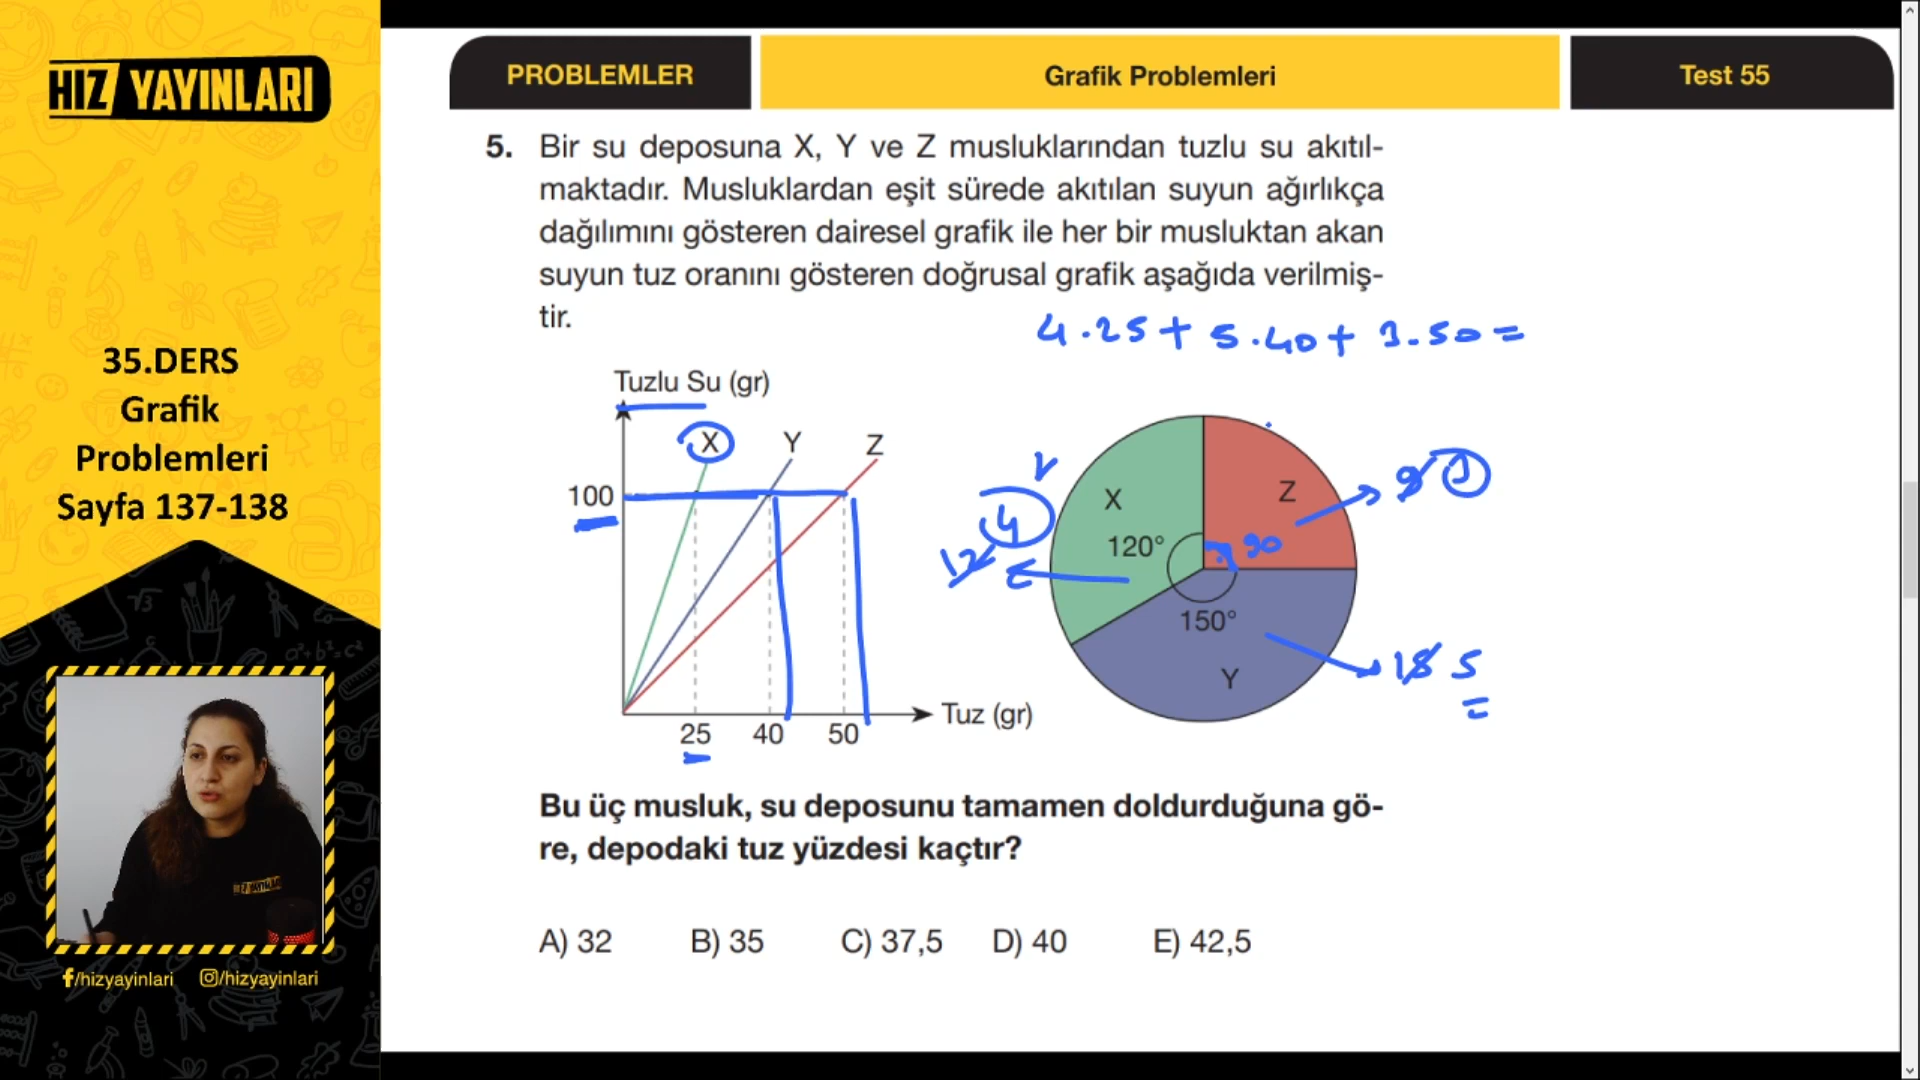 HIZ YAYINLARI
35.DERS
Grafik
Problemleri
Sayfa 137-138
/hizyayinlari
/hizyayinlari
PROBLEMLER
Grafik Problemleri
Test 55
5. Bir su deposuna X, Y ve Z musluklarından tuzlu su akıtıl-
maktadır. Musluklardan eşit sürede akıtılan suyun ağırlıkça
dağılımını gösteren dairesel grafik ile her bir musluktan akan
suyun tuz oranını gösteren doğrusal grafik aşağıda verilmiş-
tir.
4.25 + 5.40 + 3.50 =
Tuzlu Su (gr)
X Y Z
100
25 40 50
Tuz (gr)
X
120°
Z
90
150°
Y
4
12
9 3
15 5
Bu üç musluk, su deposunu tamamen doldurduğuna gö-
re, depodaki tuz yüzdesi kaçtır?
A) 32 B) 35 C) 37,5 D) 40 E) 42,5